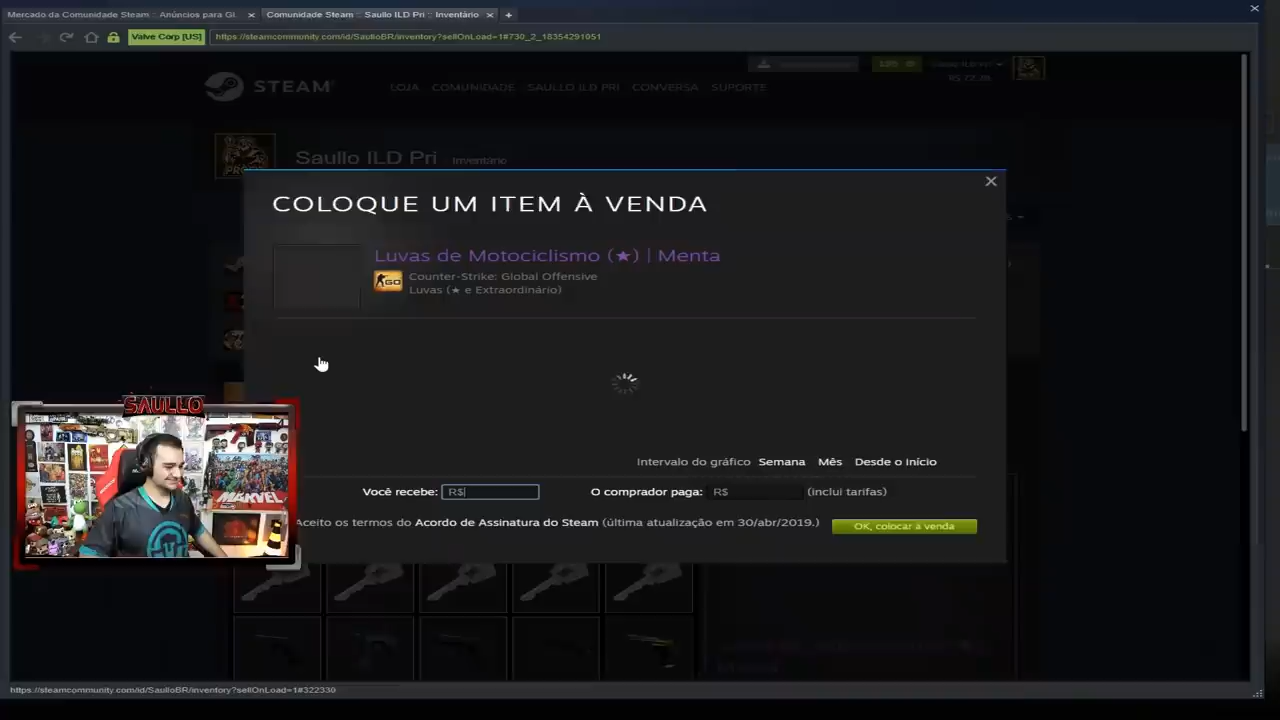 Mercado da Comunidade Steam :: Anúncios para Gl.
Comunidade Steam :: Saullo ILD Pri :: Inventário
Valve Corp [US]
https://steamcommunity.com/id/SaulloBR/inventory?sellOnLoad=1#730_2_18354291051
STEAM
LOJA COMUNIDADE SAULLO ILD PRI CONVERSA SUPORTE
Saullo ILD Pri Inventário
COLOQUE UM ITEM À VENDA
Luvas de Motociclismo (★) | Menta
Counter-Strike: Global Offensive
Luvas (★ e Extraordinário)
Intervalo do gráfico Semana Mês Desde o Início
Você recebe: R$ O comprador paga: R$ (inclui tarifas)
Aceito os termos do Acordo de Assinatura do Steam (última atualização em 30/abr/2019.)
OK, colocar à venda
SAULLO
MARVEL
https://steamcommunity.com/id/SaulloBR/inventory?sellOnLoad=1#322330